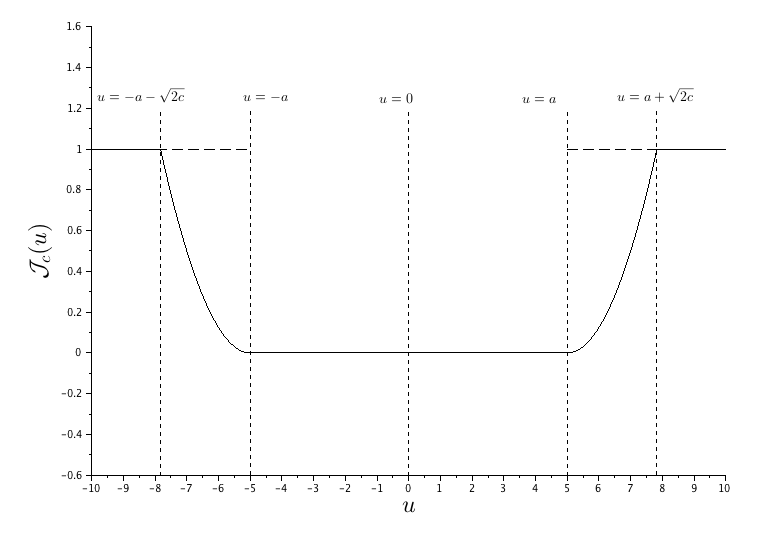 1.6
1.4
u = −a − √2c
u = −a
u = 0
u = a
u = a + √2c
1.2
1
0.8
0.6
𝒥c(u)
0.4
0.2
0
−0.2
−0.4
−0.6
−10 −9 −8 −7 −6 −5 −4 −3 −2 −1 0 1 2 3 4 5 6 7 8 9 10
u